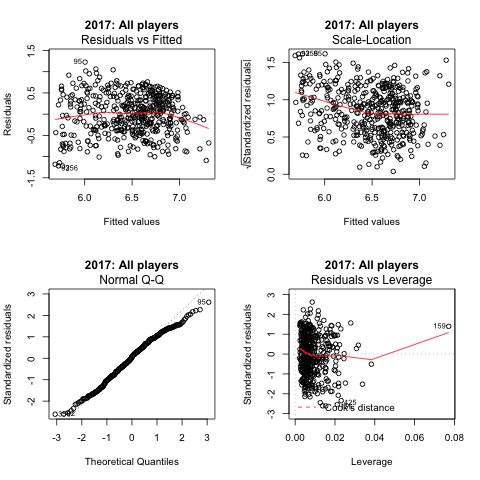 2017: All players
Residuals vs Fitted
Residuals
-1.5 -0.5 0.5 1.5
95
6.0 6.5 7.0
Fitted values
2017: All players
Scale-Location
√|Standardized residuals|
0.0 0.5 1.0 1.5
6.0 6.5 7.0
Fitted values
2017: All players
Normal Q-Q
Standardized residuals
-2 -1 0 1 2 3
95
-3 -2 -1 0 1 2 3
Theoretical Quantiles
2017: All players
Residuals vs Leverage
Standardized residuals
-3 -2 -1 0 1 2 3
159
Cook's distance
0.00 0.02 0.04 0.06 0.08
Leverage